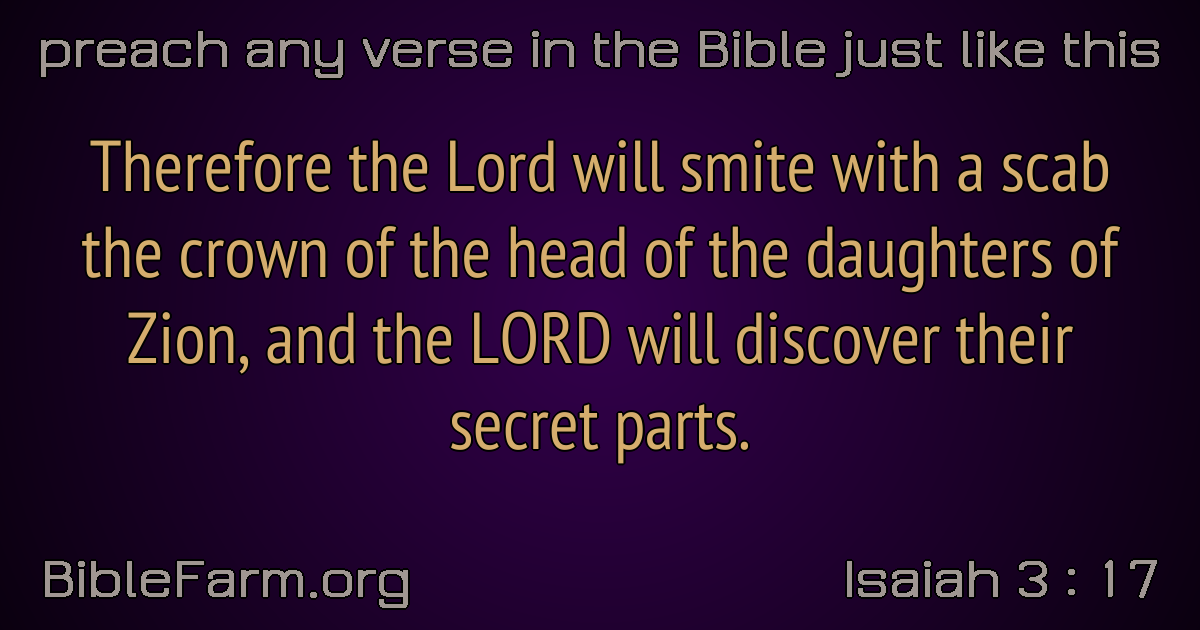 preach any verse in the Bible just like this
Therefore the Lord will smite with a scab
the crown of the head of the daughters of
Zion, and the LORD will discover their
secret parts.
BibleFarm.org
Isaiah 3 : 17